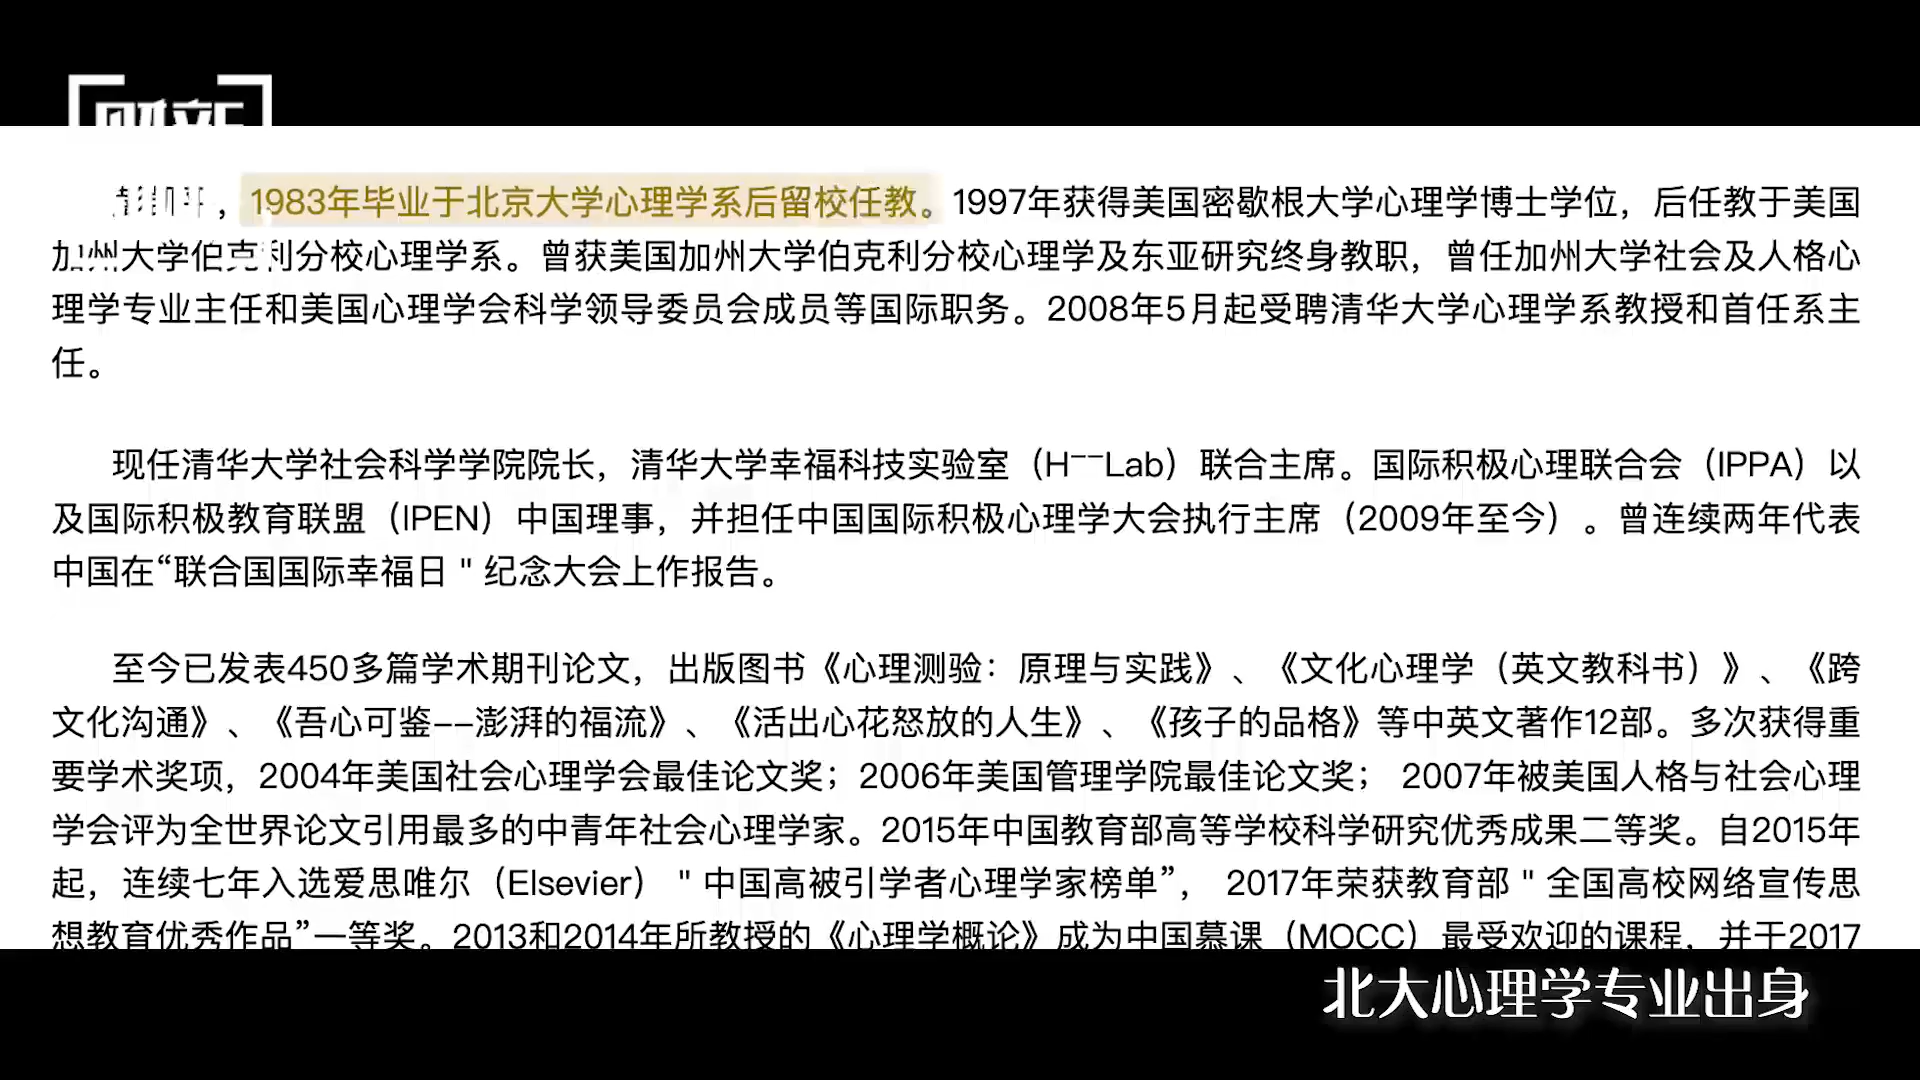 财新
彭凯平，1983年毕业于北京大学心理学系后留校任教。1997年获得美国密歇根大学心理学博士学位，后任教于美国
加州大学伯克利分校心理学系。曾获美国加州大学伯克利分校心理学及东亚研究终身教职，曾任加州大学社会及人格心
理学专业主任和美国心理学会科学领导委员会成员等国际职务。2008年5月起受聘清华大学心理学系教授和首任系主
任。
现任清华大学社会科学学院院长，清华大学幸福科技实验室（H--Lab）联合主席。国际积极心理联合会（IPPA）以
及国际积极教育联盟（IPEN）中国理事，并担任中国国际积极心理学大会执行主席（2009年至今）。曾连续两年代表
中国在“联合国国际幸福日＂纪念大会上作报告。
至今已发表450多篇学术期刊论文，出版图书《心理测验：原理与实践》、《文化心理学（英文教科书）》、《跨
文化沟通》、《吾心可鉴--澎湃的福流》、《活出心花怒放的人生》、《孩子的品格》等中英文著作12部。多次获得重
要学术奖项，2004年美国社会心理学会最佳论文奖；2006年美国管理学院最佳论文奖； 2007年被美国人格与社会心理
学会评为全世界论文引用最多的中青年社会心理学家。2015年中国教育部高等学校科学研究优秀成果二等奖。自2015年
起，连续七年入选爱思唯尔（Elsevier）＂中国高被引学者心理学家榜单”， 2017年荣获教育部＂全国高校网络宣传思
想教育优秀作品”一等奖。2013和2014年所教授的《心理学概论》成为中国慕课（MOCC）最受欢迎的课程，并于2017
北大心理学专业出身